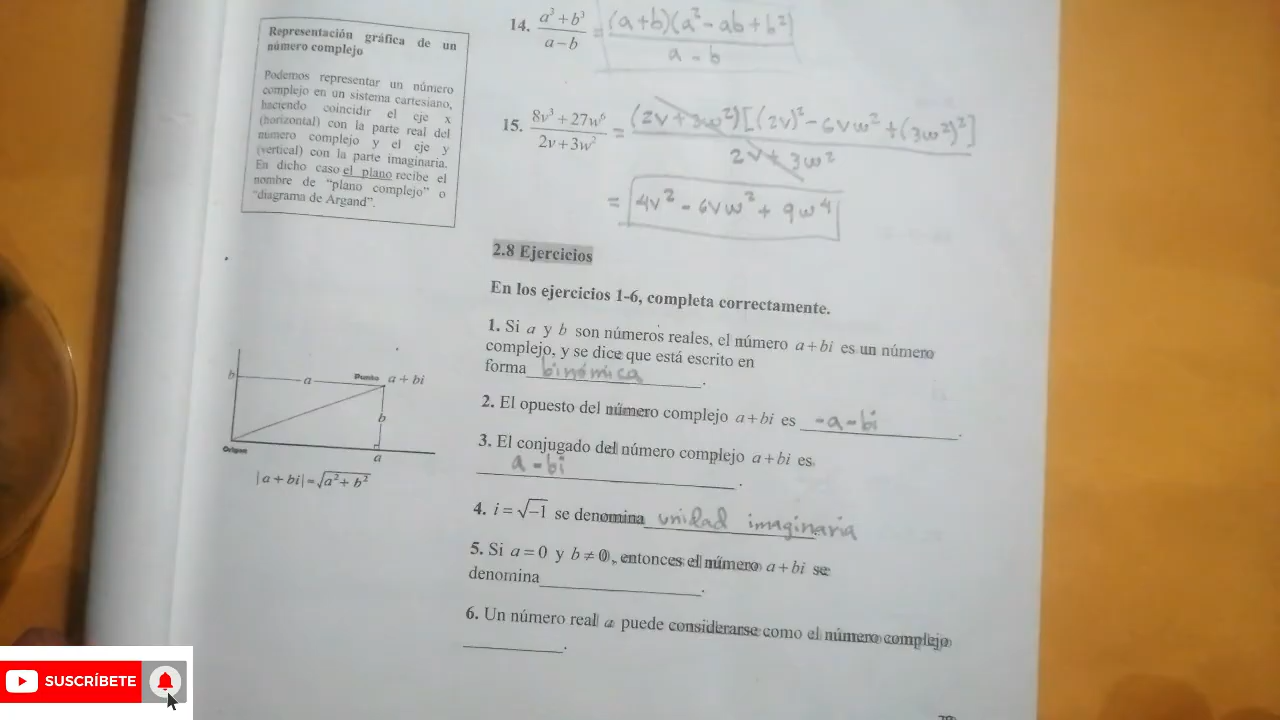 Representación gráfica de un
número complejo
Podemos representar un número
complejo en un sistema cartesiano,
haciendo coincidir el eje x
(horizontal) con la parte real del
número complejo y el eje y
(vertical) con la parte imaginaria.
En dicho caso el plano recibe el
nombre de “plano complejo” o
“diagrama de Argand”.
b
a
Punto a + bi
b
Origen
a
|a + bi| = √(a² + b²)
14. (a³ + b³)/(a − b) = (a+b)(a² − ab + b²)/(a − b)
15. (8v³ + 27w⁶)/(2v + 3w²) = (2v + 3w²)[(2v)² − 6vw² + (3w²)²]/(2v + 3w²)
= 4v² − 6vw² + 9w⁴
2.8 Ejercicios
En los ejercicios 1-6, completa correctamente.
1. Si a y b son números reales, el número a + bi es un número
complejo, y se dice que está escrito en
forma binómica.
2. El opuesto del número complejo a + bi es -a - bi.
3. El conjugado del número complejo a + bi es
a - bi.
4. i = √−1 se denomina unidad imaginaria
5. Si a = 0 y b ≠ 0, entonces el número a + bi se
denomina.
6. Un número real a puede considerarse como el número complejo
.
SUSCRÍBETE